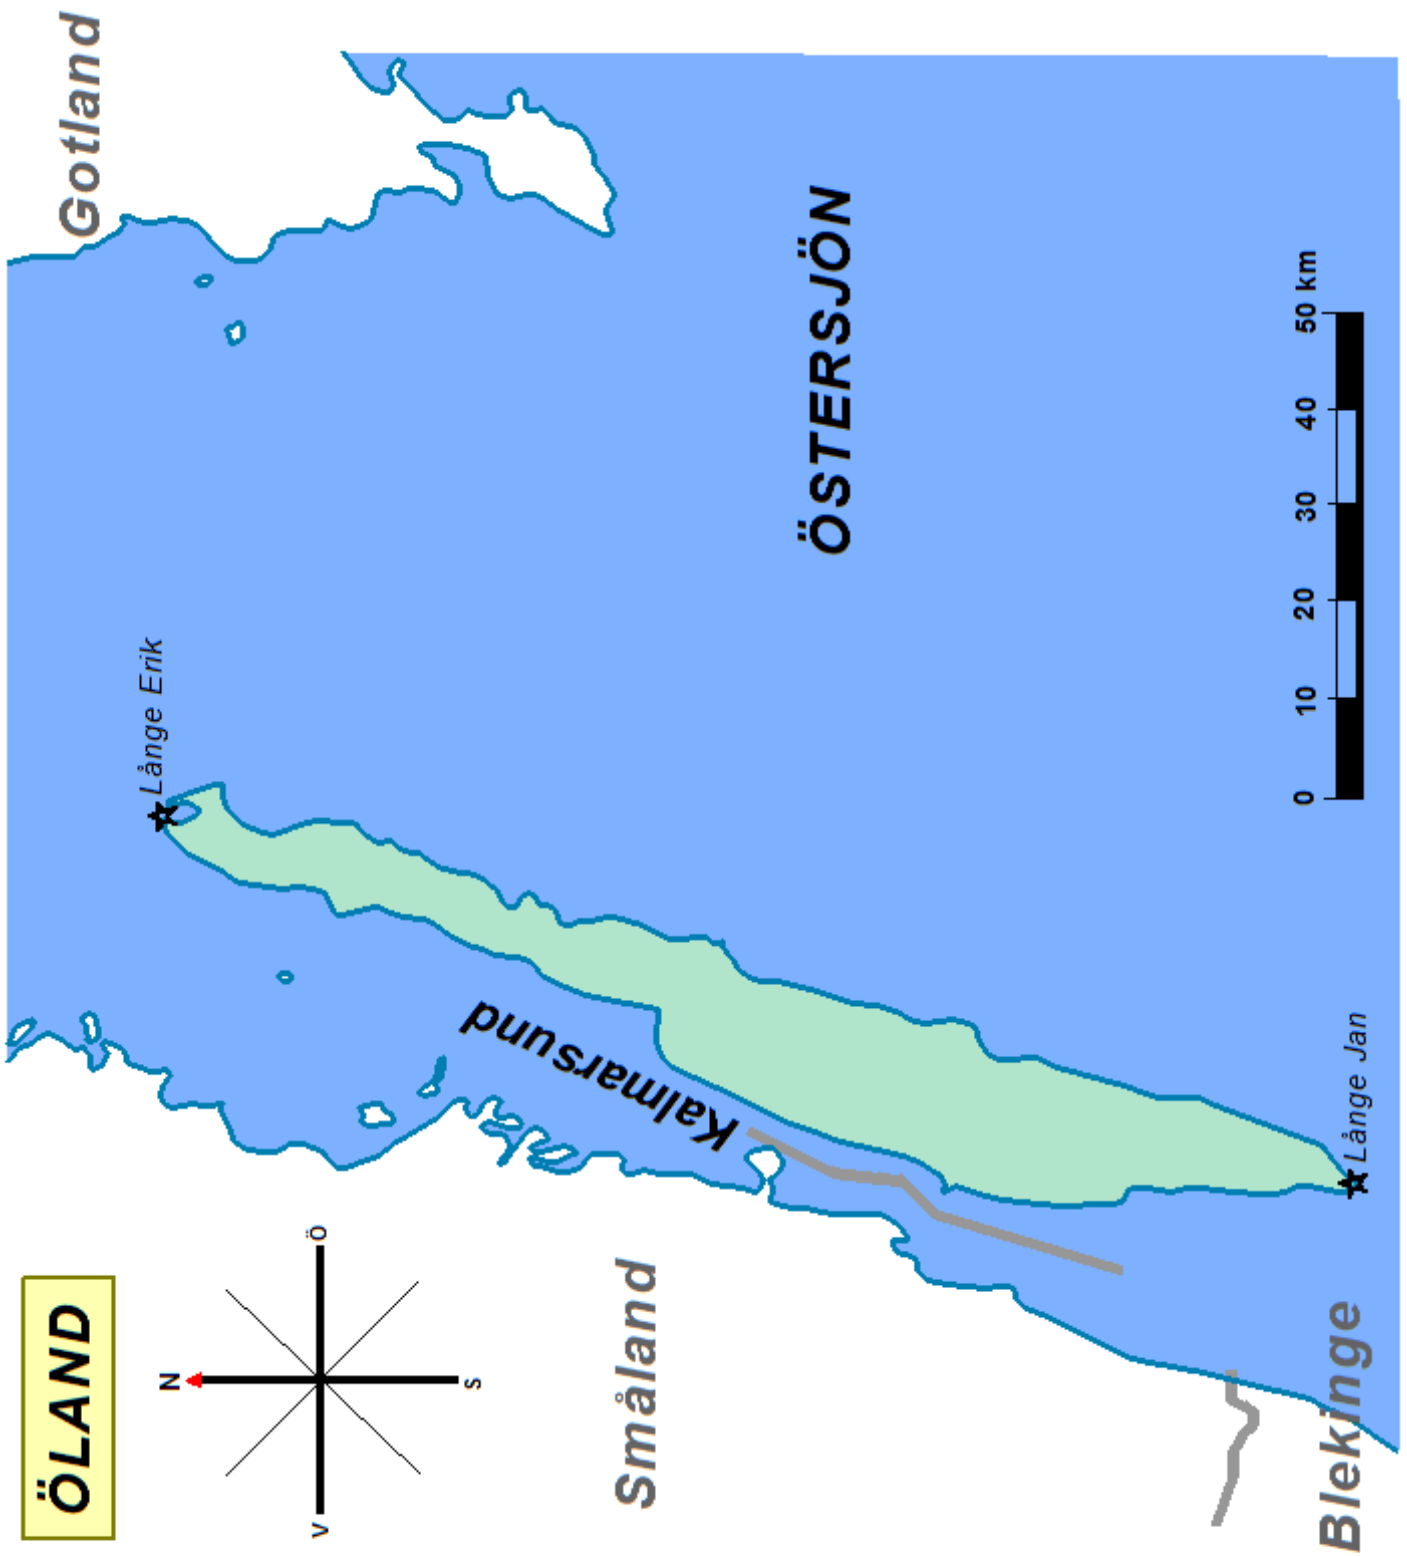 ÖLAND
Gotland
N
V
Ö
S
Långe Erik
Kalmarsund
Småland
ÖSTERSJÖN
Blekinge
Långe Jan
0 10 20 30 40 50 km